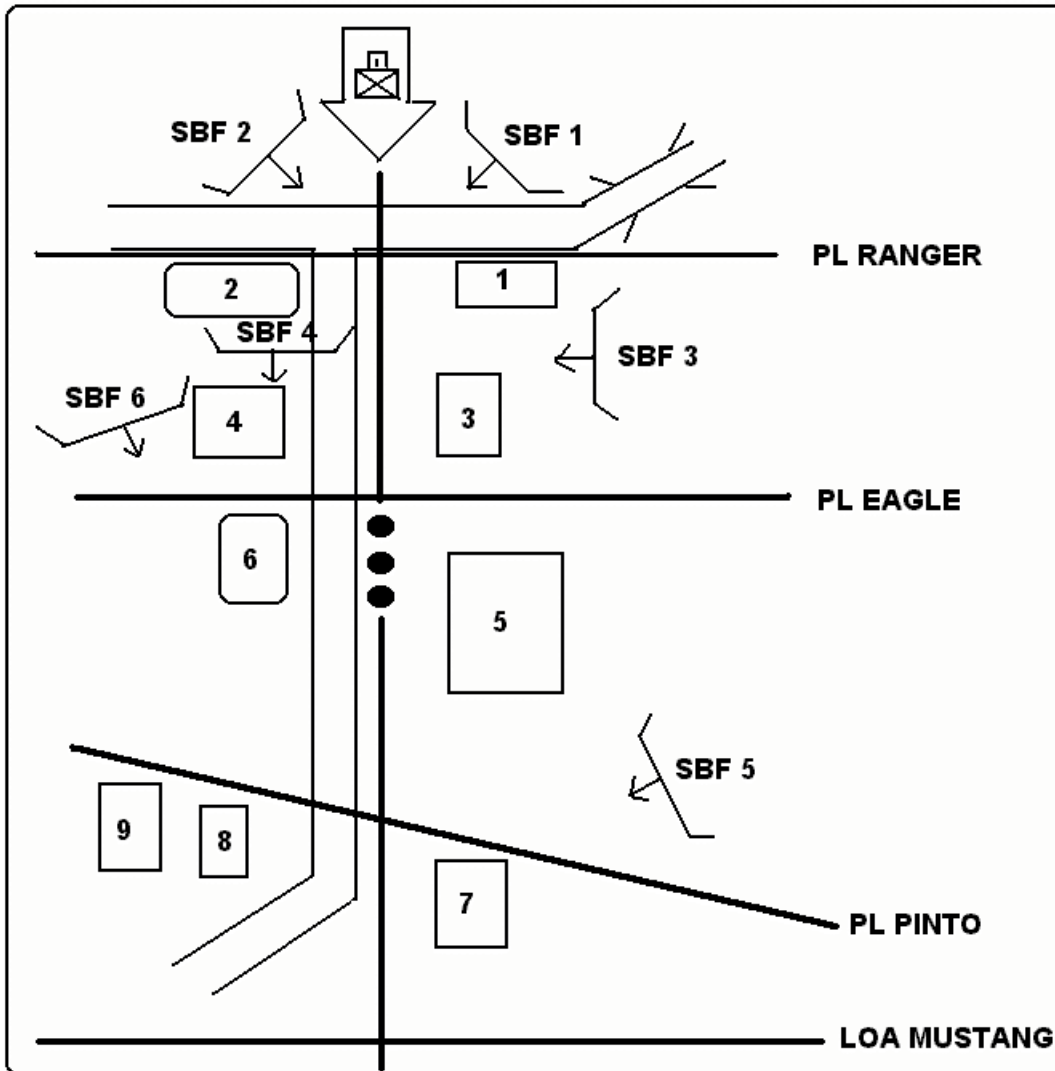 SBF 2
SBF 1
PL RANGER
2
1
SBF 4
SBF 3
SBF 6
4
3
PL EAGLE
6
5
SBF 5
9
8
7
PL PINTO
LOA MUSTANG